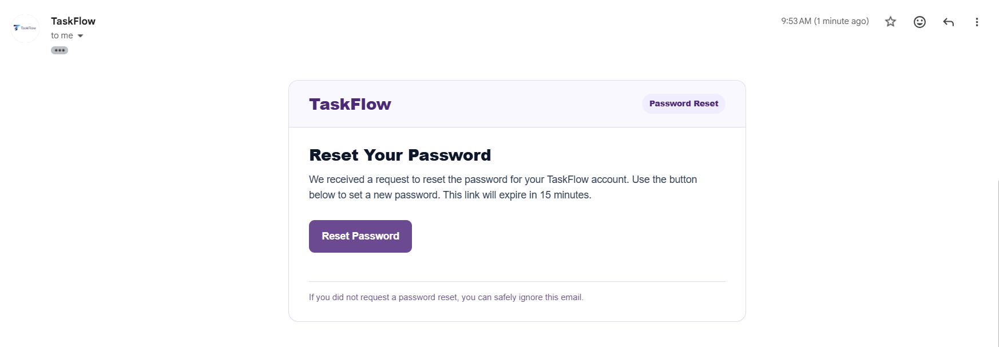 TaskFlow
TaskFlow
9:53 AM (1 minute ago)
to me
TaskFlow
Password Reset
Reset Your Password
We received a request to reset the password for your TaskFlow account. Use the button
below to set a new password. This link will expire in 15 minutes.
Reset Password
If you did not request a password reset, you can safely ignore this email.